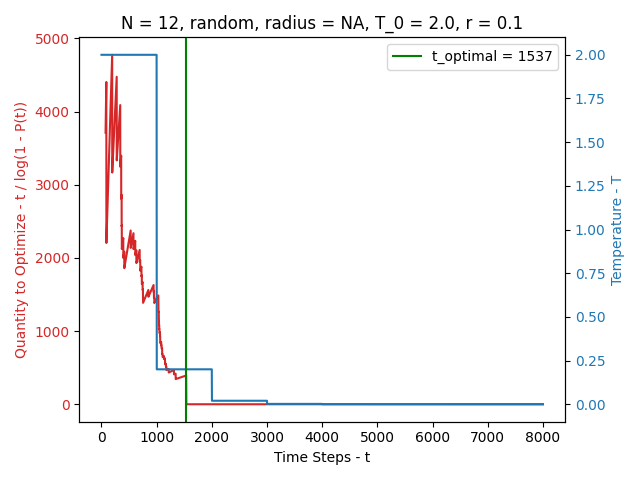 N = 12, random, radius = NA, T_0 = 2.0, r = 0.1
t_optimal = 1537
Quantity to Optimize - t / log(1 - P(t))
5000
4000
3000
2000
1000
0
2.00
1.75
1.50
1.25
1.00
0.75
0.50
0.25
0.00
Temperature - T
0 1000 2000 3000 4000 5000 6000 7000 8000
Time Steps - t